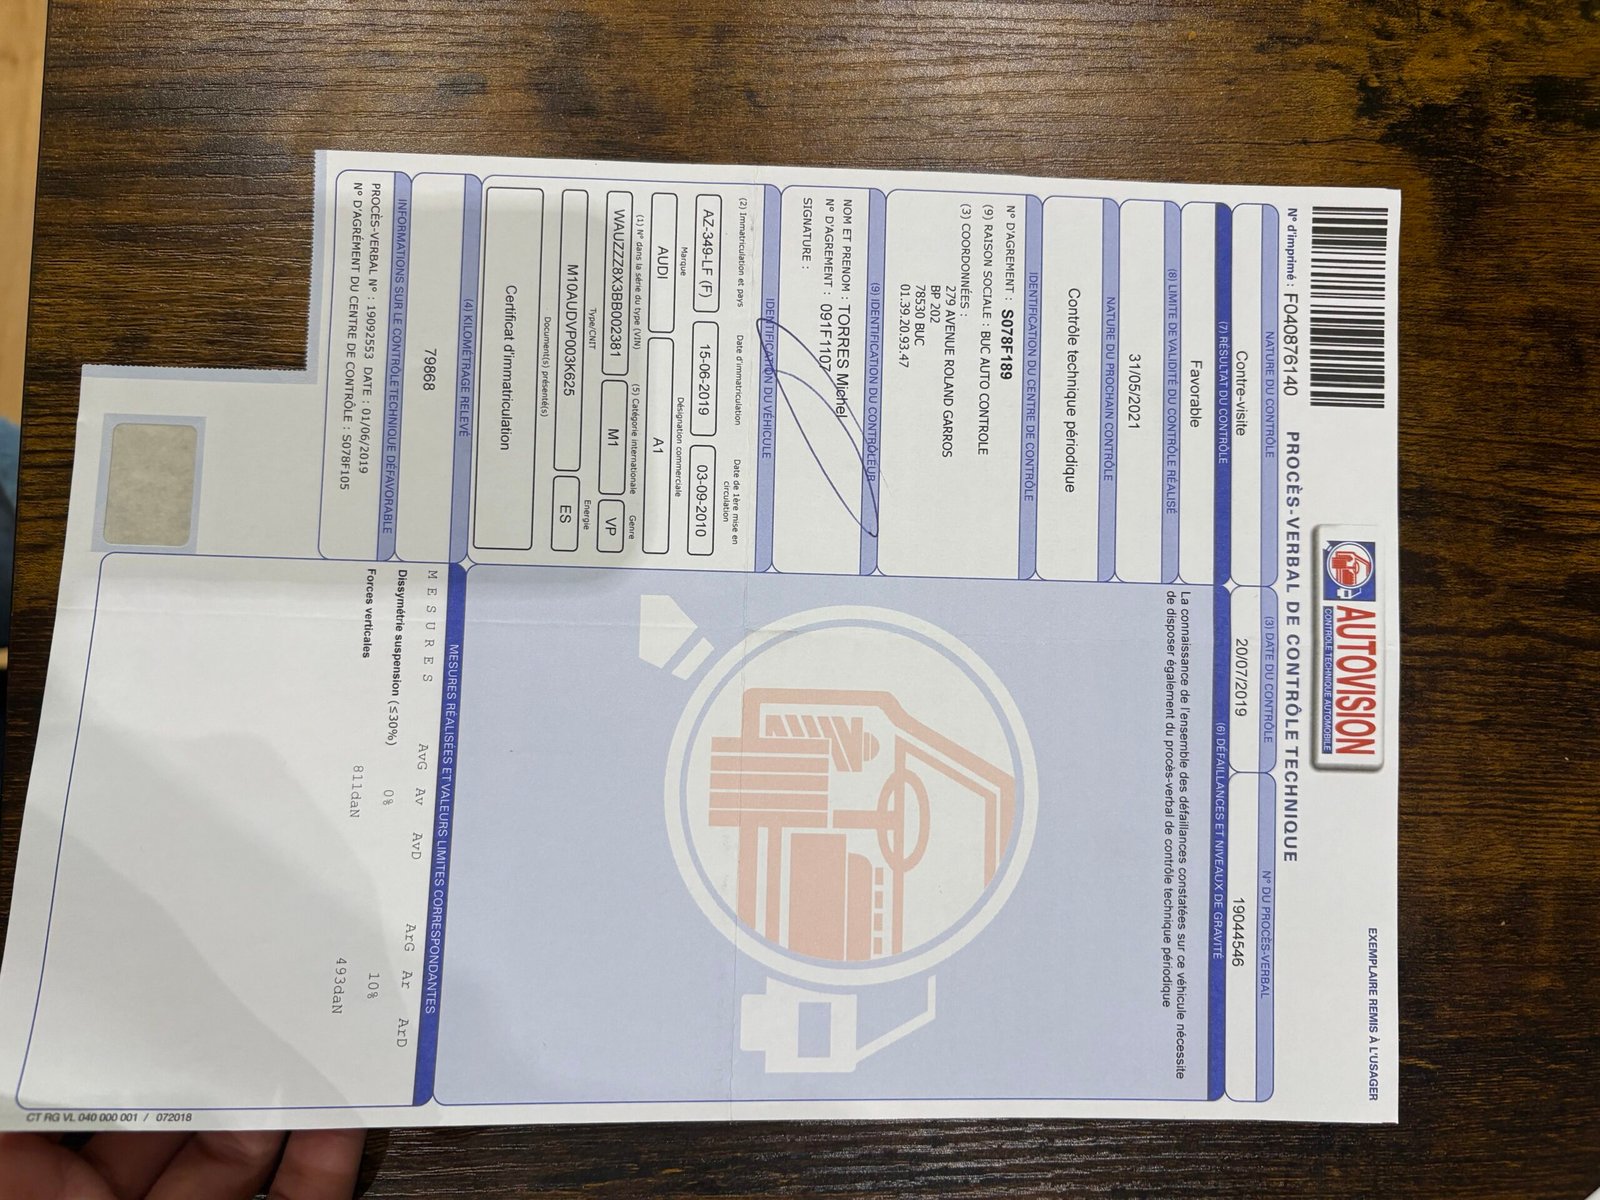 EXEMPLAIRE REMIS À L'USAGER
AUTOVISION
CONTRÔLE TECHNIQUE AUTOMOBILE
N° d'imprimé : F040876140
PROCÈS-VERBAL DE CONTRÔLE TECHNIQUE
NATURE DU CONTRÔLE
(3) DATE DU CONTRÔLE
N° DU PROCÈS-VERBAL
Contre-visite
20/07/2019
19044546
(7) RÉSULTAT DU CONTRÔLE
Favorable
(8) LIMITE DE VALIDITÉ DU CONTRÔLE RÉALISÉ
31/05/2021
NATURE DU PROCHAIN CONTRÔLE
Contrôle technique périodique
IDENTIFICATION DU CENTRE DE CONTRÔLE
N° D'AGREMENT : S078F189
(9) RAISON SOCIALE : BUC AUTO CONTROLE
(3) COORDONNÉES :
279 AVENUE ROLAND GARROS
BP 202
78530 BUC
01.39.20.93.47
(9) IDENTIFICATION DU CONTRÔLEUR
NOM ET PRENOM : TORRES Michel
N° D'AGREMENT : 091F1107
SIGNATURE :
IDENTIFICATION DU VÉHICULE
(2) Immatriculation et pays
Date d'immatriculation
Date de 1ère mise en circulation
AZ-349-LF (F)
15-06-2019
03-09-2010
Marque
Désignation commerciale
AUDI
A1
(1) N° dans la série du type (VIN)
(5) Catégorie internationale
Genre
WAUZZZ8X3BB002381
M1
VP
Type/CNIT
Energie
M10AUDVP003K625
ES
Document(s) présenté(s)
Certificat d'immatriculation
(4) KILOMÉTRAGE RELEVÉ
79868
INFORMATIONS SUR LE CONTRÔLE TECHNIQUE DÉFAVORABLE
PROCÈS-VERBAL N° : 19092553 DATE : 01/06/2019
N° D'AGRÉMENT DU CENTRE DE CONTRÔLE : S078F105
(6) DÉFAILLANCES ET NIVEAUX DE GRAVITÉ
La connaissance de l'ensemble des défaillances constatées sur ce véhicule nécessite
de disposer également du procès-verbal de contrôle technique périodique
MESURES RÉALISÉES ET VALEURS LIMITES CORRESPONDANTES
M E S U R E S AvG Av AvD ArG Ar ArD
Dissymétrie suspension (≤30%) 0% 10%
Forces verticales 811daN 493daN
CT RG VL 040 000 001 / 072018